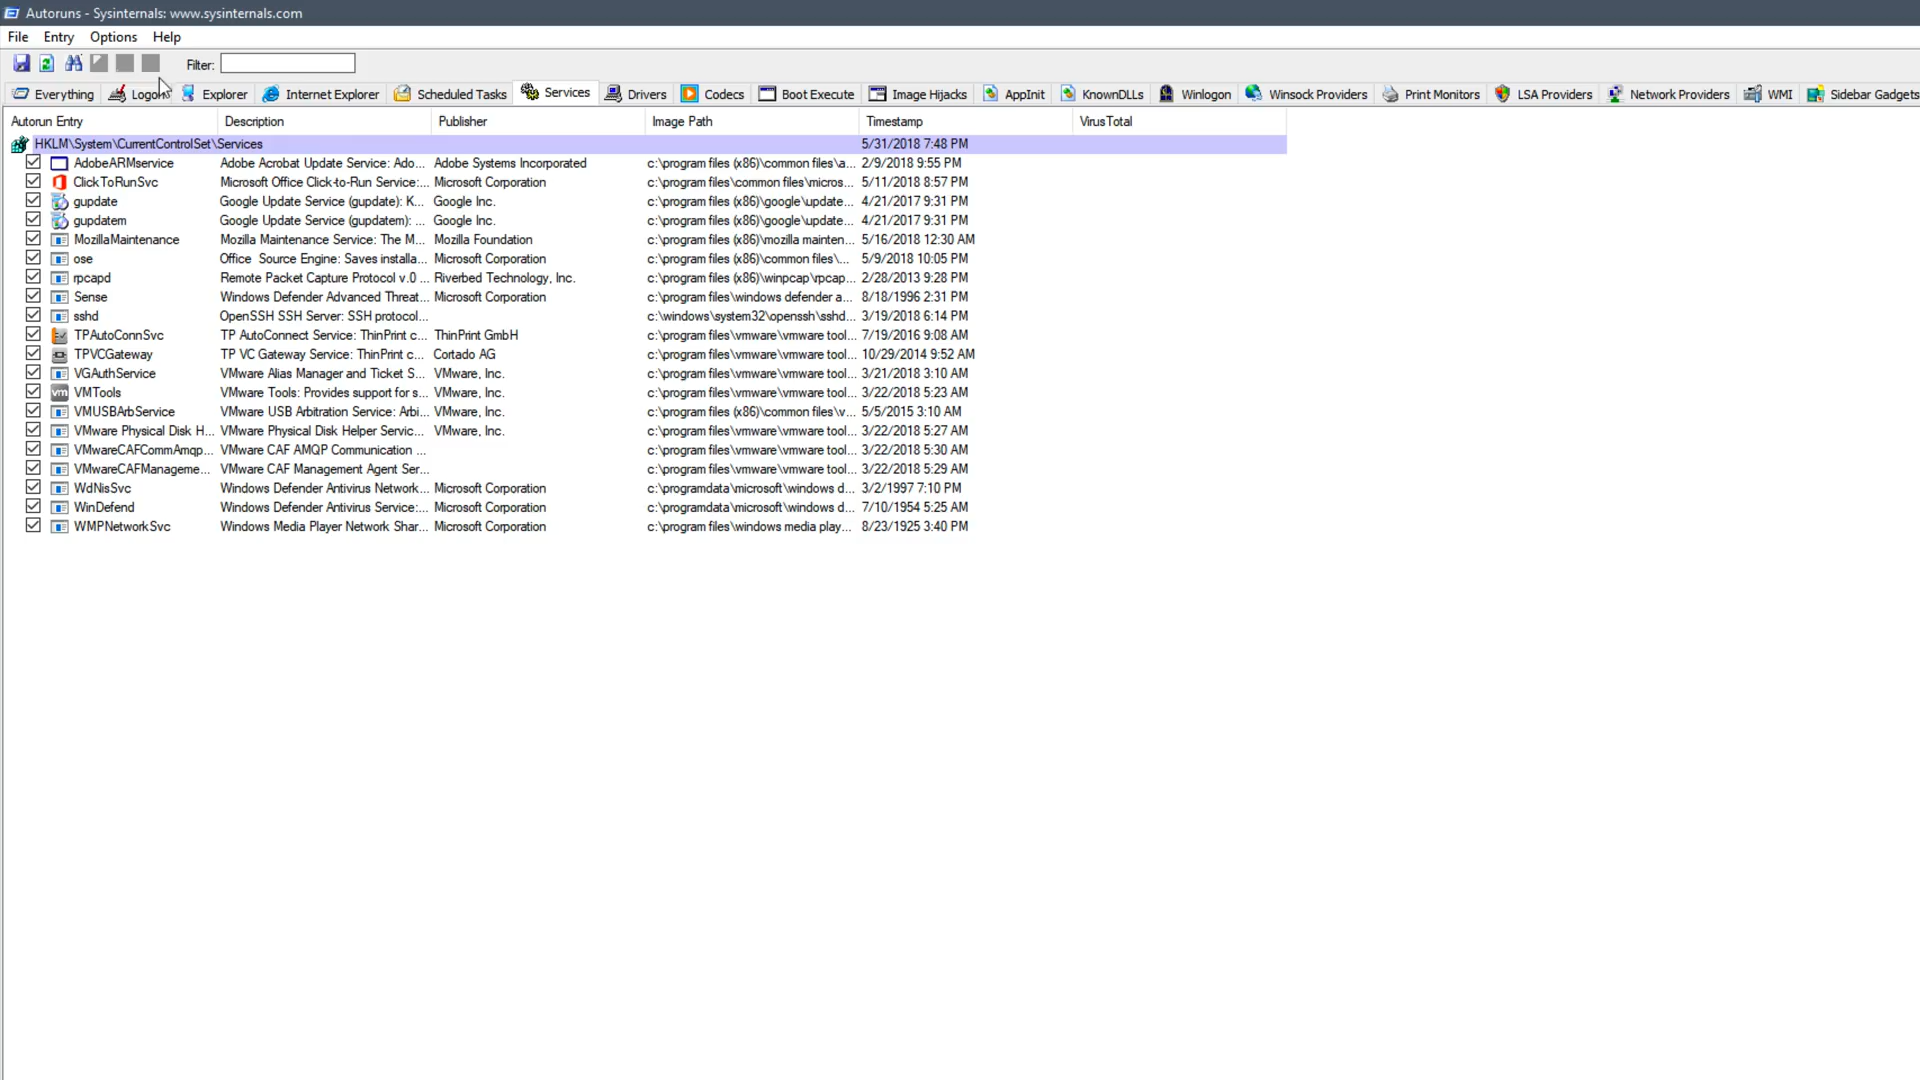 Autoruns - Sysinternals: www.sysinternals.com
File Entry Options Help
Filter:
Everything Logon Explorer Internet Explorer Scheduled Tasks Services Drivers Codecs Boot Execute Image Hijacks AppInit KnownDLLs Winlogon Winsock Providers Print Monitors LSA Providers Network Providers WMI Sidebar Gadgets
Autorun Entry Description Publisher Image Path Timestamp VirusTotal
HKLM\System\CurrentControlSet\Services 5/31/2018 7:48 PM
AdobeARMservice Adobe Acrobat Update Service: Ado... Adobe Systems Incorporated c:\program files (x86)\common files\a... 2/9/2018 9:55 PM
ClickToRunSvc Microsoft Office Click-to-Run Service:... Microsoft Corporation c:\program files\common files\micros... 5/11/2018 8:57 PM
gupdate Google Update Service (gupdate): K... Google Inc. c:\program files (x86)\google\update... 4/21/2017 9:31 PM
gupdatem Google Update Service (gupdatem): ... Google Inc. c:\program files (x86)\google\update... 4/21/2017 9:31 PM
MozillaMaintenance Mozilla Maintenance Service: The M... Mozilla Foundation c:\program files (x86)\mozilla mainten... 5/16/2018 12:30 AM
ose Office Source Engine: Saves installa... Microsoft Corporation c:\program files (x86)\common files\... 5/9/2018 10:05 PM
rpcapd Remote Packet Capture Protocol v.0 ... Riverbed Technology, Inc. c:\program files (x86)\winpcap\rpcap... 2/28/2013 9:28 PM
Sense Windows Defender Advanced Threat... Microsoft Corporation c:\program files\windows defender a... 8/18/1996 2:31 PM
sshd OpenSSH SSH Server: SSH protocol... c:\windows\system32\openssh\sshd... 3/19/2018 6:14 PM
TPAutoConnSvc TP AutoConnect Service: ThinPrint c... ThinPrint GmbH c:\program files\vmware\vmware tool... 7/19/2016 9:08 AM
TPVCGateway TP VC Gateway Service: ThinPrint c... Cortado AG c:\program files\vmware\vmware tool... 10/29/2014 9:52 AM
VGAuthService VMware Alias Manager and Ticket S... VMware, Inc. c:\program files\vmware\vmware tool... 3/21/2018 3:10 AM
VMTools VMware Tools: Provides support for s... VMware, Inc. c:\program files\vmware\vmware tool... 3/22/2018 5:23 AM
VMUSBArbService VMware USB Arbitration Service: Arbi... VMware, Inc. c:\program files (x86)\common files\v... 5/5/2015 3:10 AM
VMware Physical Disk H... VMware Physical Disk Helper Servic... VMware, Inc. c:\program files\vmware\vmware tool... 3/22/2018 5:27 AM
VMwareCAFCommAmqp... VMware CAF AMQP Communication ... c:\program files\vmware\vmware tool... 3/22/2018 5:30 AM
VMwareCAFManageme... VMware CAF Management Agent Ser... c:\program files\vmware\vmware tool... 3/22/2018 5:29 AM
WdNisSvc Windows Defender Antivirus Network... Microsoft Corporation c:\programdata\microsoft\windows d... 3/2/1997 7:10 PM
WinDefend Windows Defender Antivirus Service:... Microsoft Corporation c:\programdata\microsoft\windows d... 7/10/1954 5:25 AM
WMPNetworkSvc Windows Media Player Network Shar... Microsoft Corporation c:\program files\windows media play... 8/23/1925 3:40 PM